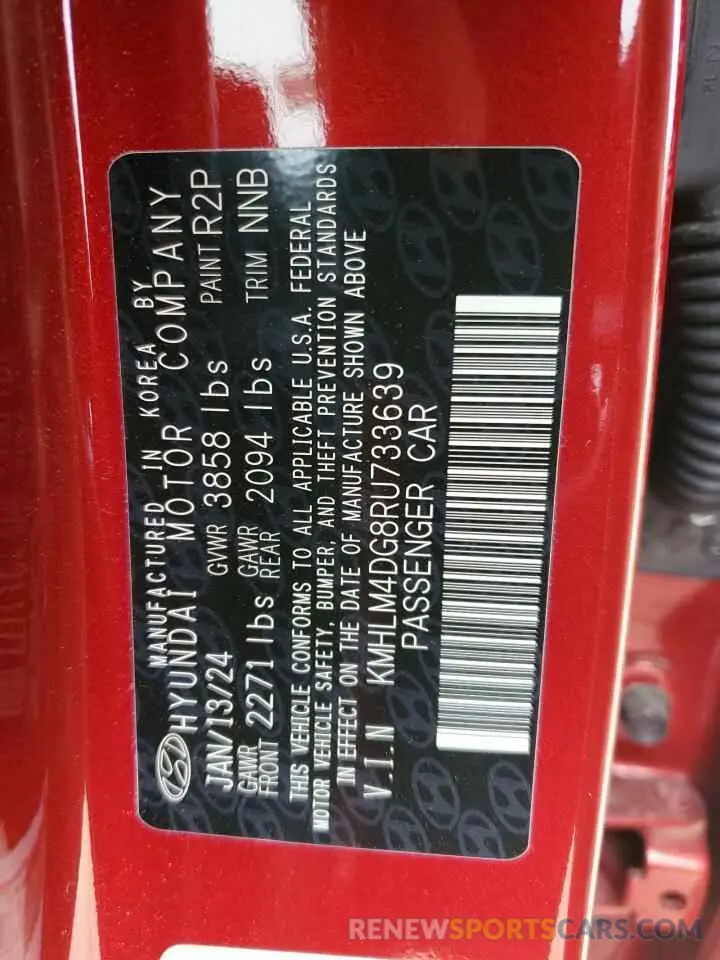 MANUFACTURED IN KOREA BY
HYUNDAI MOTOR COMPANY
JAN/13/24 GVWR 3858 lbs PAINT R2P
GAWR FRONT 2271lbs GAWR REAR 2094 lbs TRIM NNB
THIS VEHICLE CONFORMS TO ALL APPLICABLE U.S.A. FEDERAL
MOTOR VEHICLE SAFETY, BUMPER, AND THEFT PREVENTION STANDARDS
IN EFFECT ON THE DATE OF MANUFACTURE SHOWN ABOVE
V.I.N KMHLM4DG8RU733639
PASSENGER CAR
RENEWSPORTSCARS.COM